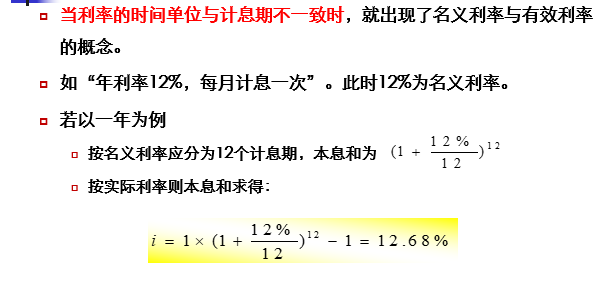 当利率的时间单位与计息期不一致时，就出现了名义利率与有效利率
的概念。
如“年利率12%，每月计息一次”。此时12%为名义利率。
若以一年为例
按名义利率应分为12个计息期，本息和为 (1 + 12%/12)^12
按实际利率则本息和求得：
i = 1 × (1 + 12%/12)^12 − 1 = 12.68%